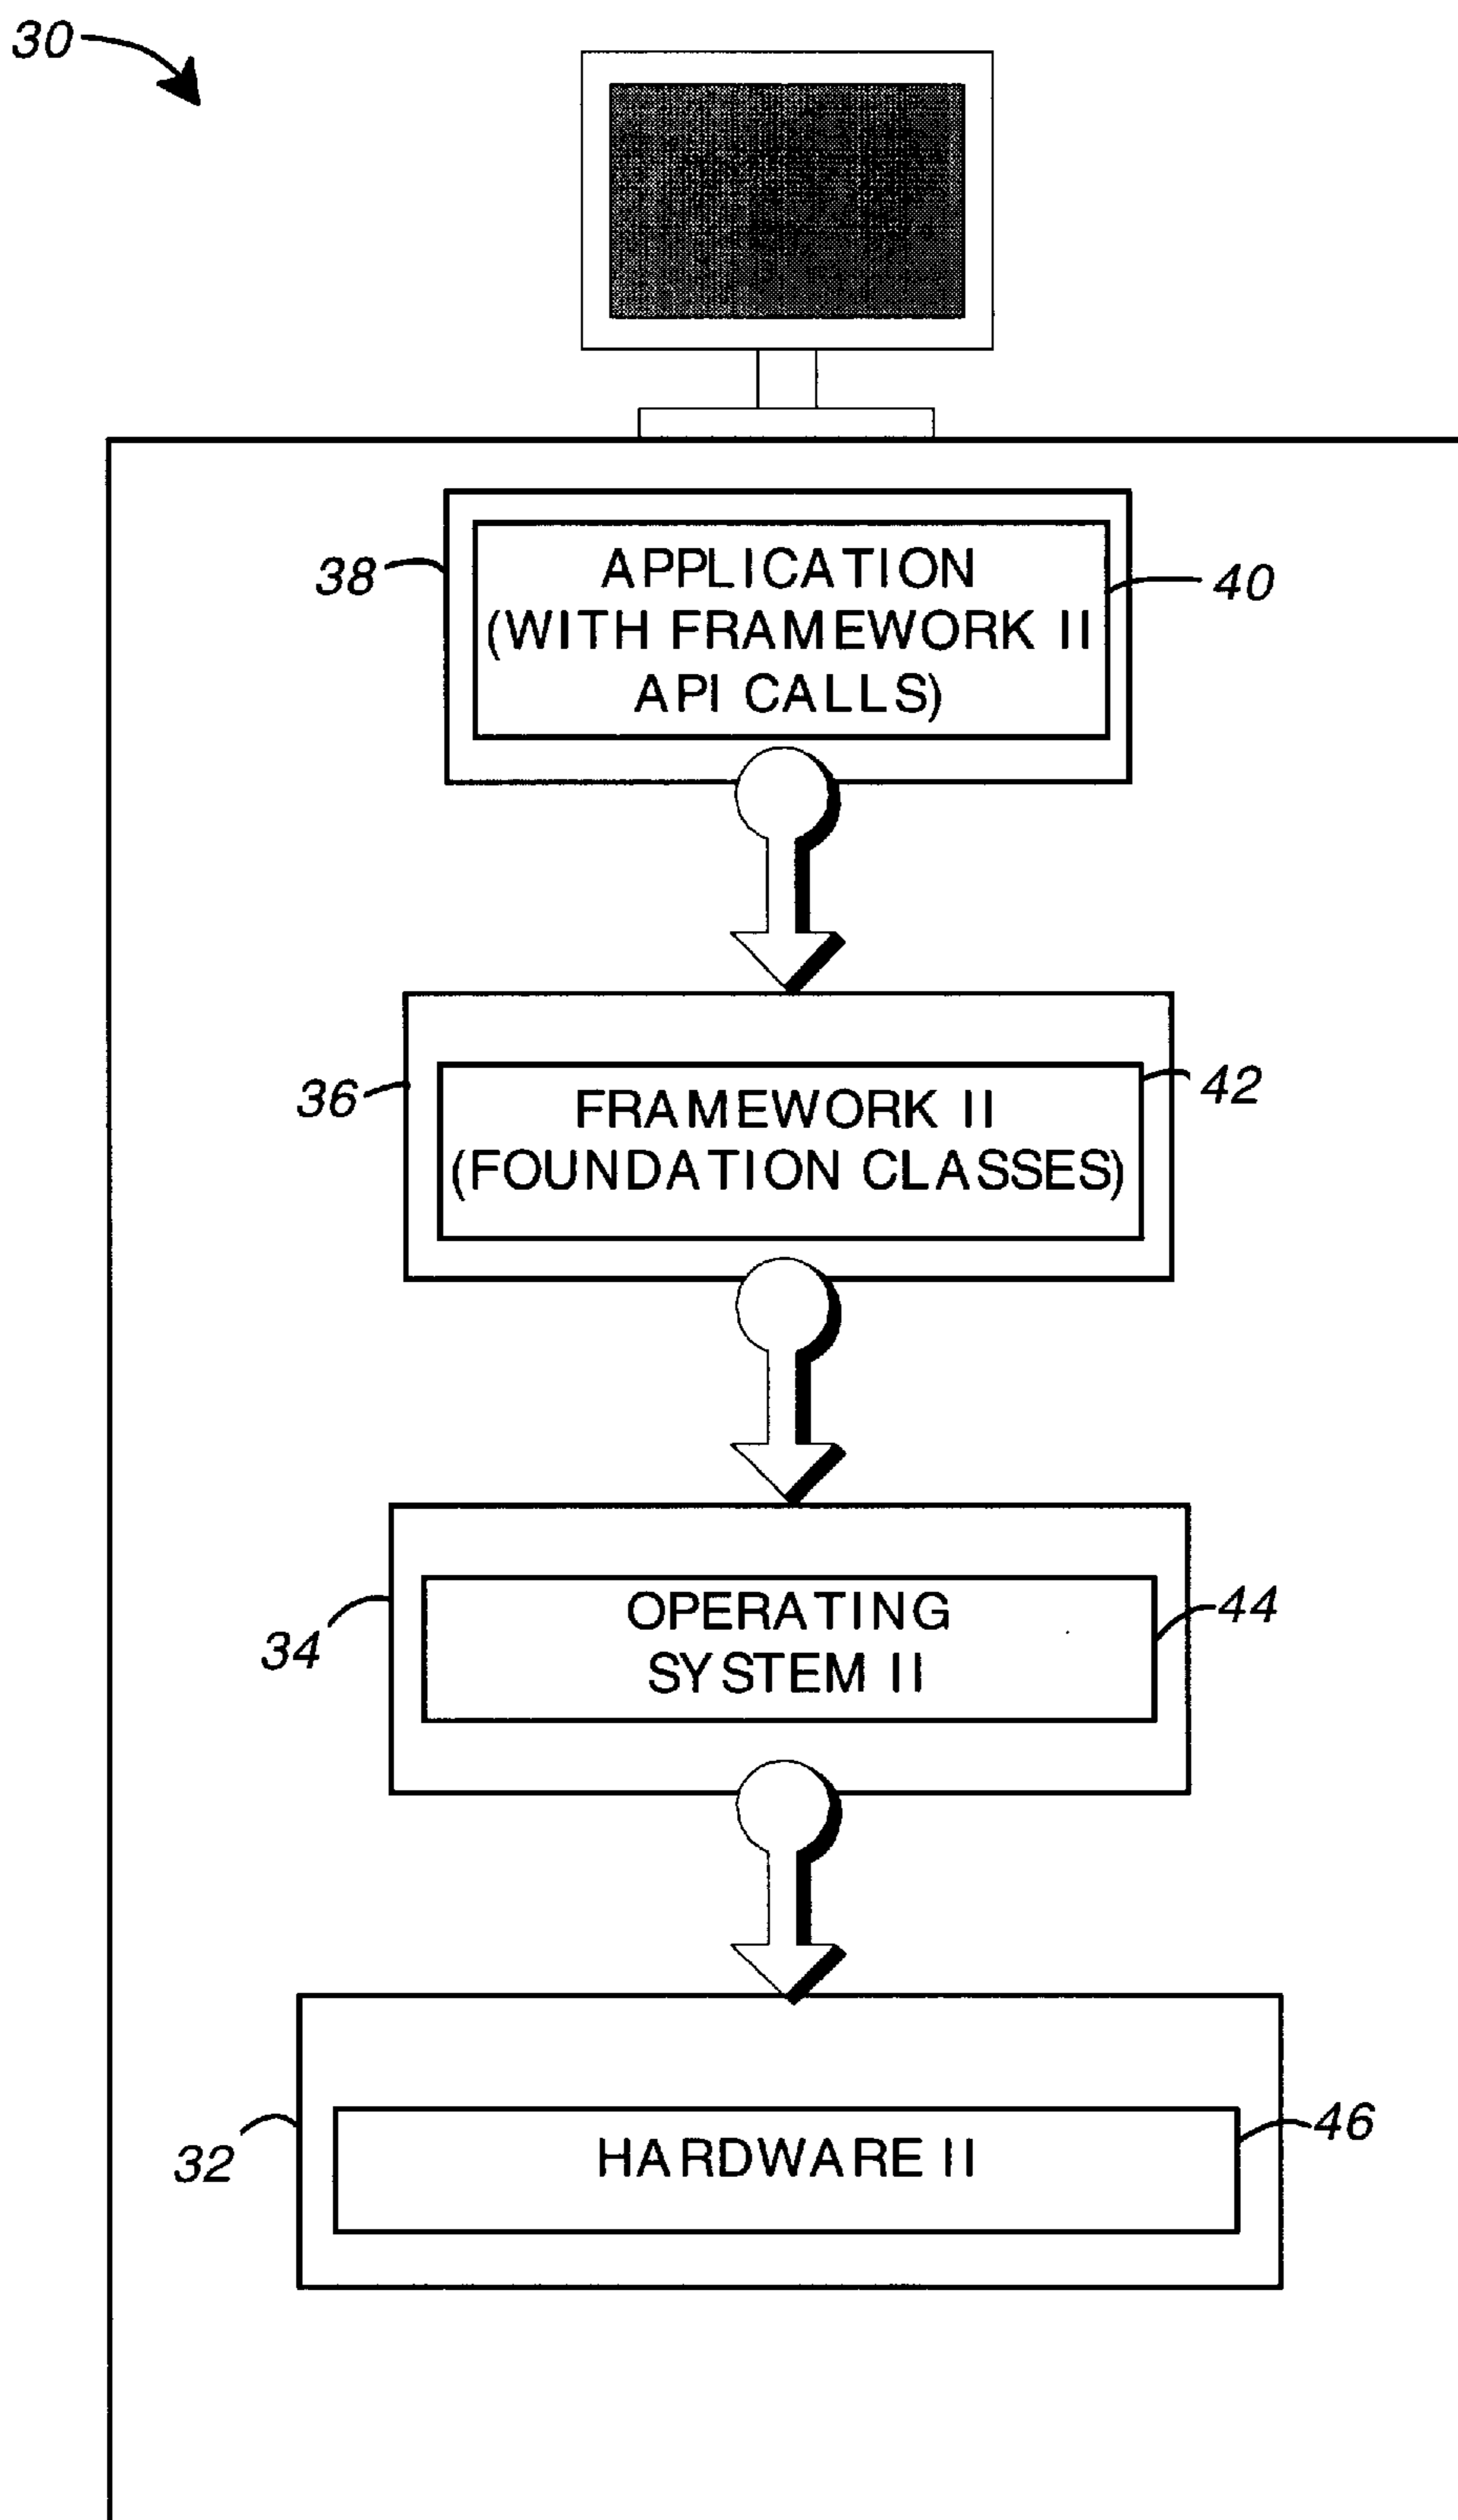 30
38
APPLICATION
(WITH FRAMEWORK II
API CALLS)
40
36
FRAMEWORK II
(FOUNDATION CLASSES)
42
34
OPERATING
SYSTEM II
44
32
HARDWARE II
46